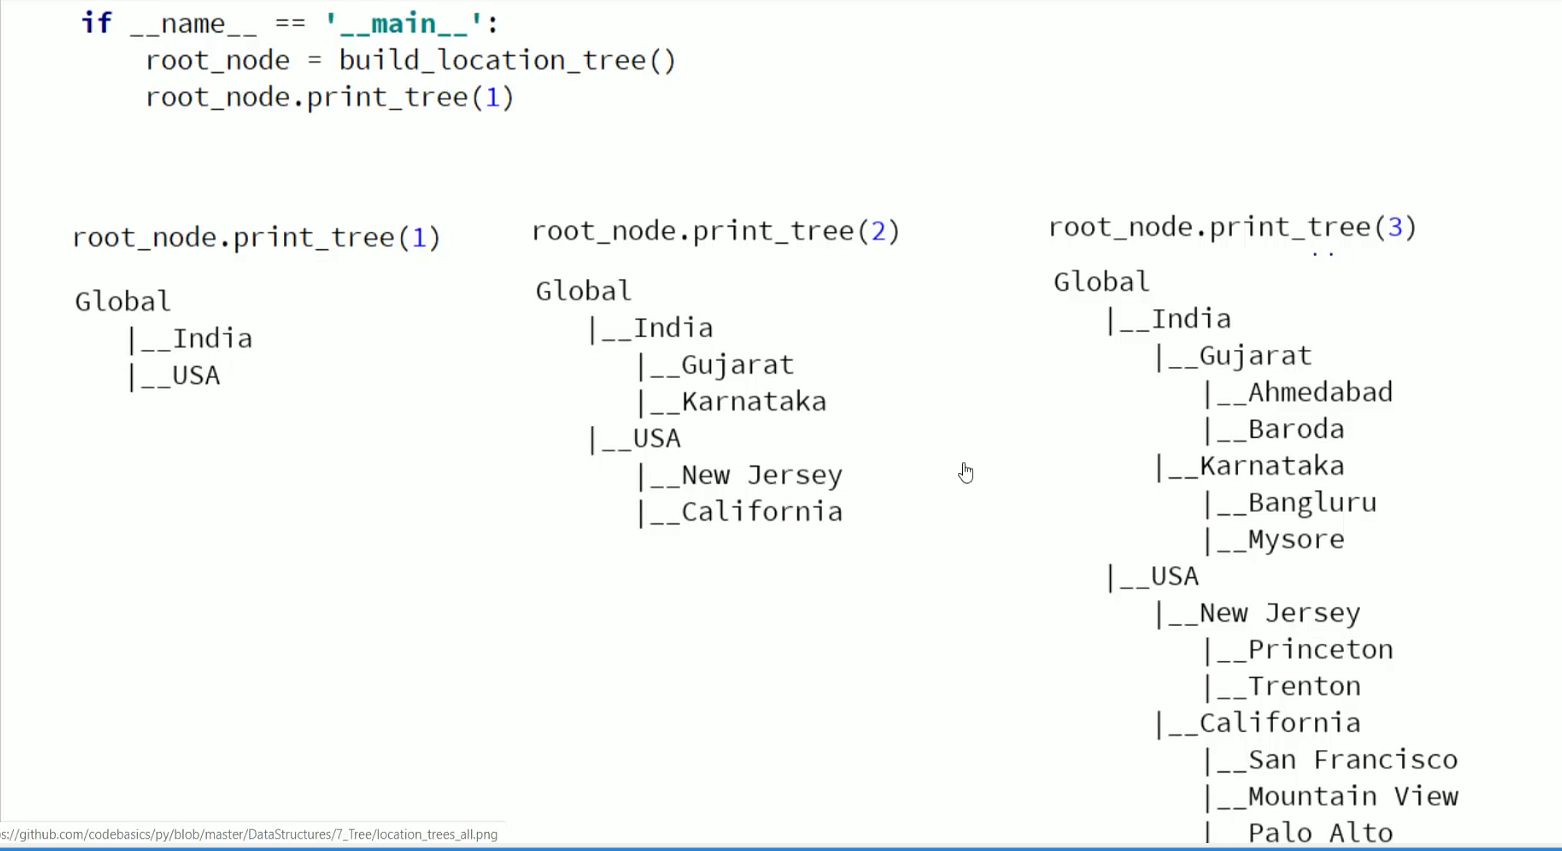 if __name__ == '__main__':
root_node = build_location_tree()
root_node.print_tree(1)
root_node.print_tree(1)
Global
|__India
|__USA
root_node.print_tree(2)
Global
|__India
|__Gujarat
|__Karnataka
|__USA
|__New Jersey
|__California
root_node.print_tree(3)
Global
|__India
|__Gujarat
|__Ahmedabad
|__Baroda
|__Karnataka
|__Bangluru
|__Mysore
|__USA
|__New Jersey
|__Princeton
|__Trenton
|__California
|__San Francisco
|__Mountain View
|__Palo Alto
s://github.com/codebasics/py/blob/master/DataStructures/7_Tree/location_trees_all.png